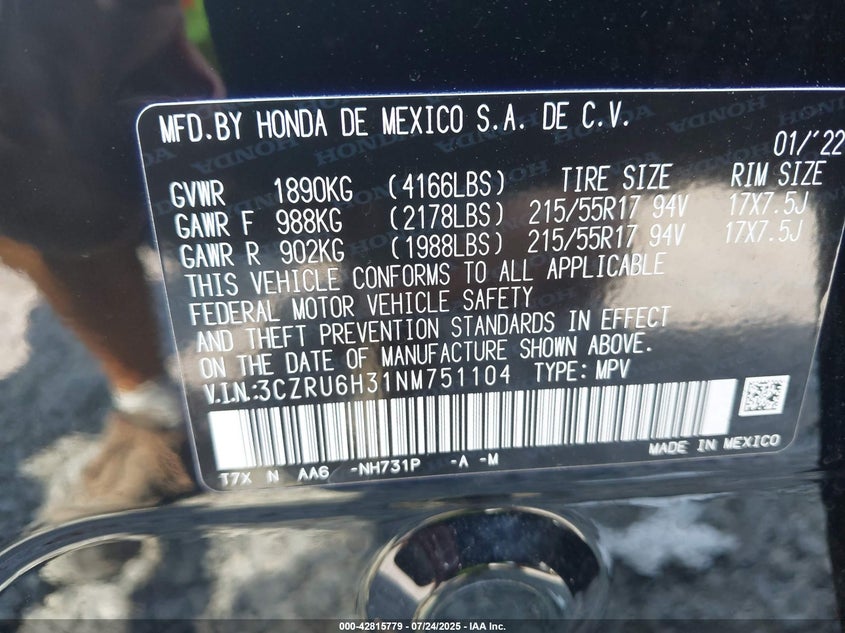 MFD.BY HONDA DE MEXICO S.A. DE C.V.
01/'22
GVWR 1890KG (4166LBS) TIRE SIZE RIM SIZE
GAWR F 988KG (2178LBS) 215/55R17 94V 17X7.5J
GAWR R 902KG (1988LBS) 215/55R17 94V 17X7.5J
THIS VEHICLE CONFORMS TO ALL APPLICABLE
FEDERAL MOTOR VEHICLE SAFETY
AND THEFT PREVENTION STANDARDS IN EFFECT
ON THE DATE OF MANUFACTURE SHOWN ABOVE.
V.I.N.:3CZRU6H31NM751104 TYPE: MPV
MADE IN MEXICO
T7X N AA6 -NH731P -A -M
000-42815779 - 07/24/2025 - IAA Inc.